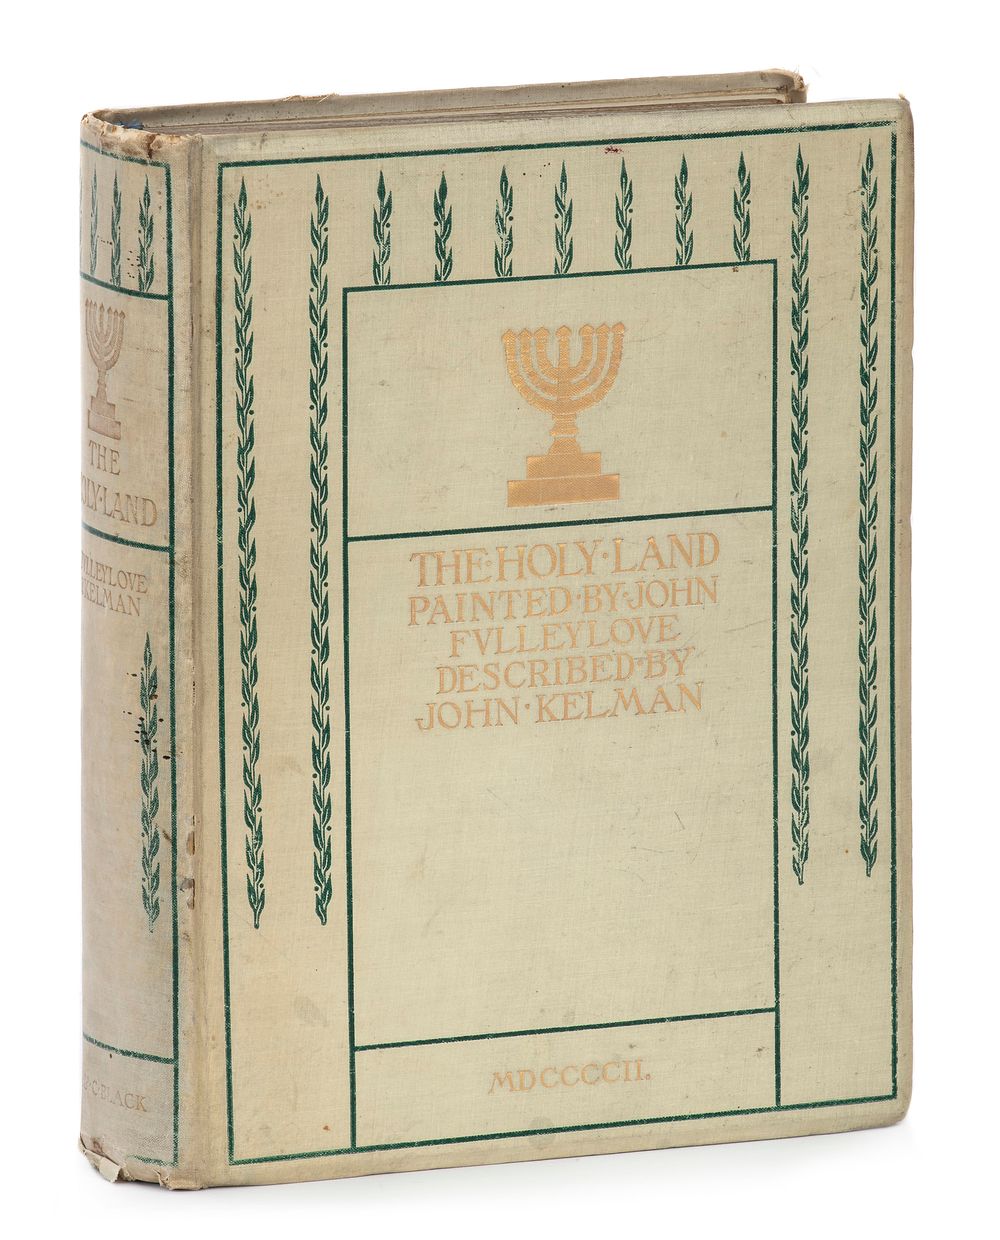 THE
HOLY·LAND
FVLLEYLOVE
KELMAN
BLACK
THE·HOLY·LAND
PAINTED·BY·JOHN
FVLLEYLOVE
DESCRIBED·BY
JOHN·KELMAN
MDCCCCII.